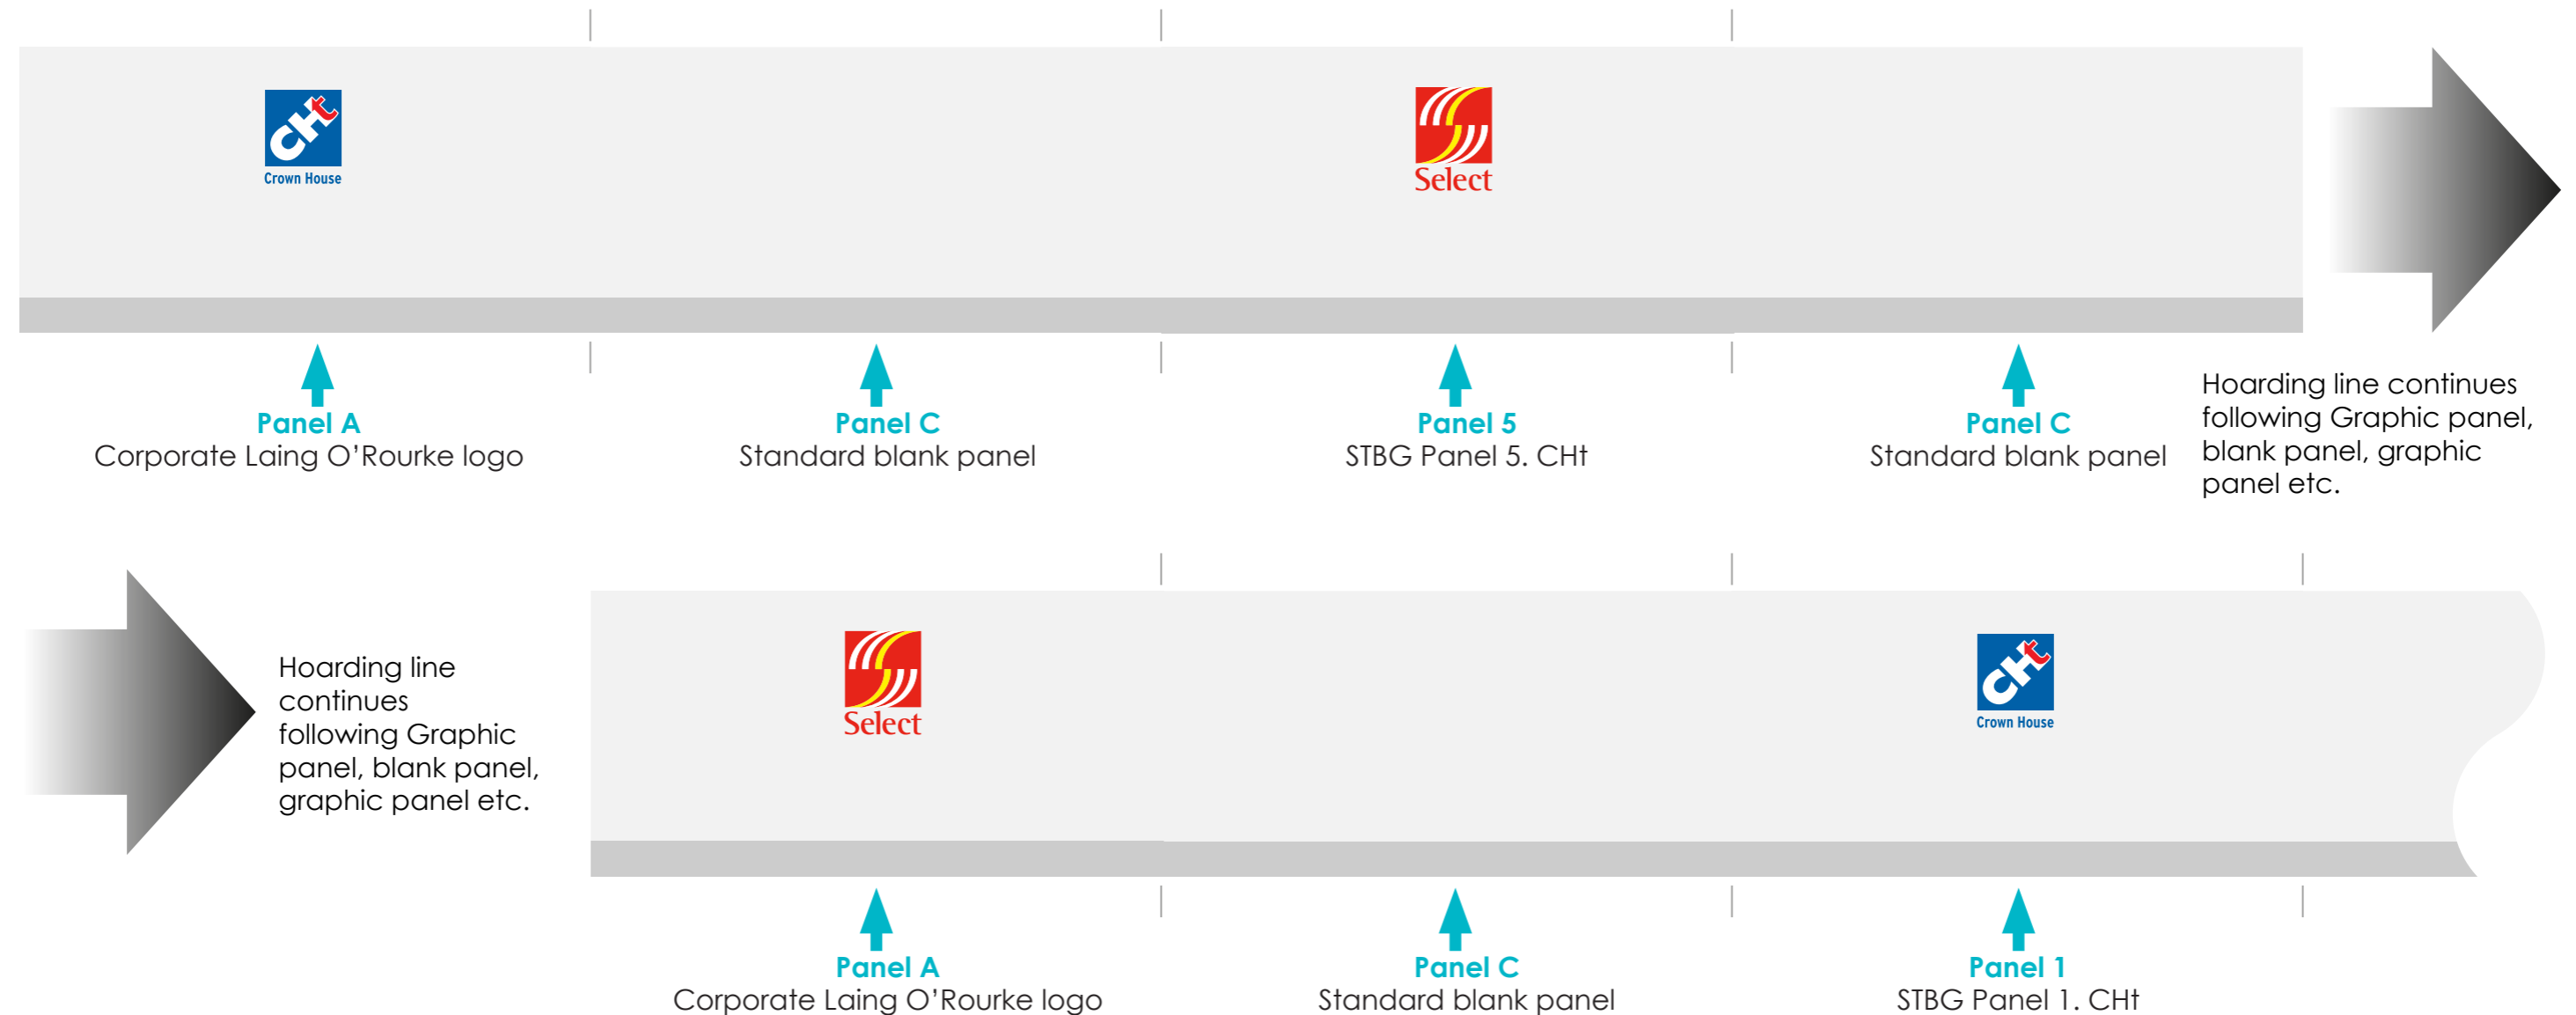 CHt
Crown House
Select
Panel A
Corporate Laing O’Rourke logo
Panel C
Standard blank panel
Panel 5
STBG Panel 5. CHt
Panel C
Standard blank panel
Hoarding line continues
following Graphic panel,
blank panel, graphic
panel etc.
Hoarding line
continues
following Graphic
panel, blank panel,
graphic panel etc.
Select
CHt
Crown House
Panel A
Corporate Laing O’Rourke logo
Panel C
Standard blank panel
Panel 1
STBG Panel 1. CHt